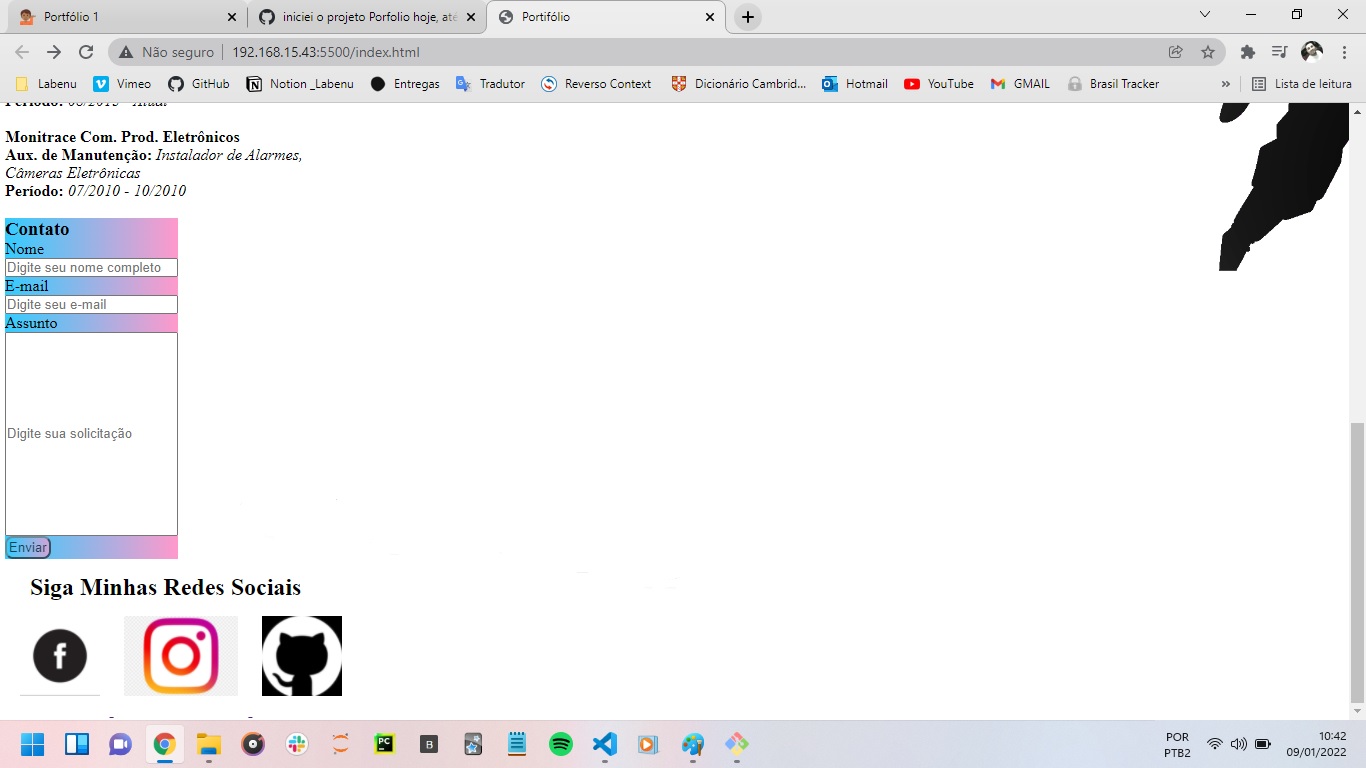 Portfólio 1
iniciei o projeto Porfolio hoje, até
Portifólio
Não seguro
192.168.15.43:5500/index.html
Labenu
Vimeo
GitHub
Notion _Labenu
Entregas
Tradutor
Reverso Context
Dicionário Cambrid...
Hotmail
YouTube
GMAIL
Brasil Tracker
»
Lista de leitura
Monitrace Com. Prod. Eletrônicos
Aux. de Manutenção: Instalador de Alarmes,
Câmeras Eletrônicas
Período: 07/2010 - 10/2010
Contato
Nome
Digite seu nome completo
E-mail
Digite seu e-mail
Assunto
Digite sua solicitação
Enviar
Siga Minhas Redes Sociais
POR
PTB2
10:42
09/01/2022